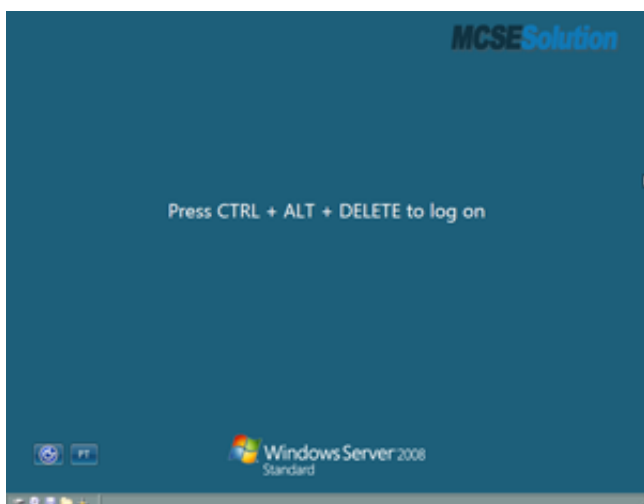 MCSESolution
Press CTRL + ALT + DELETE to log on
PT
Windows Server 2008
Standard